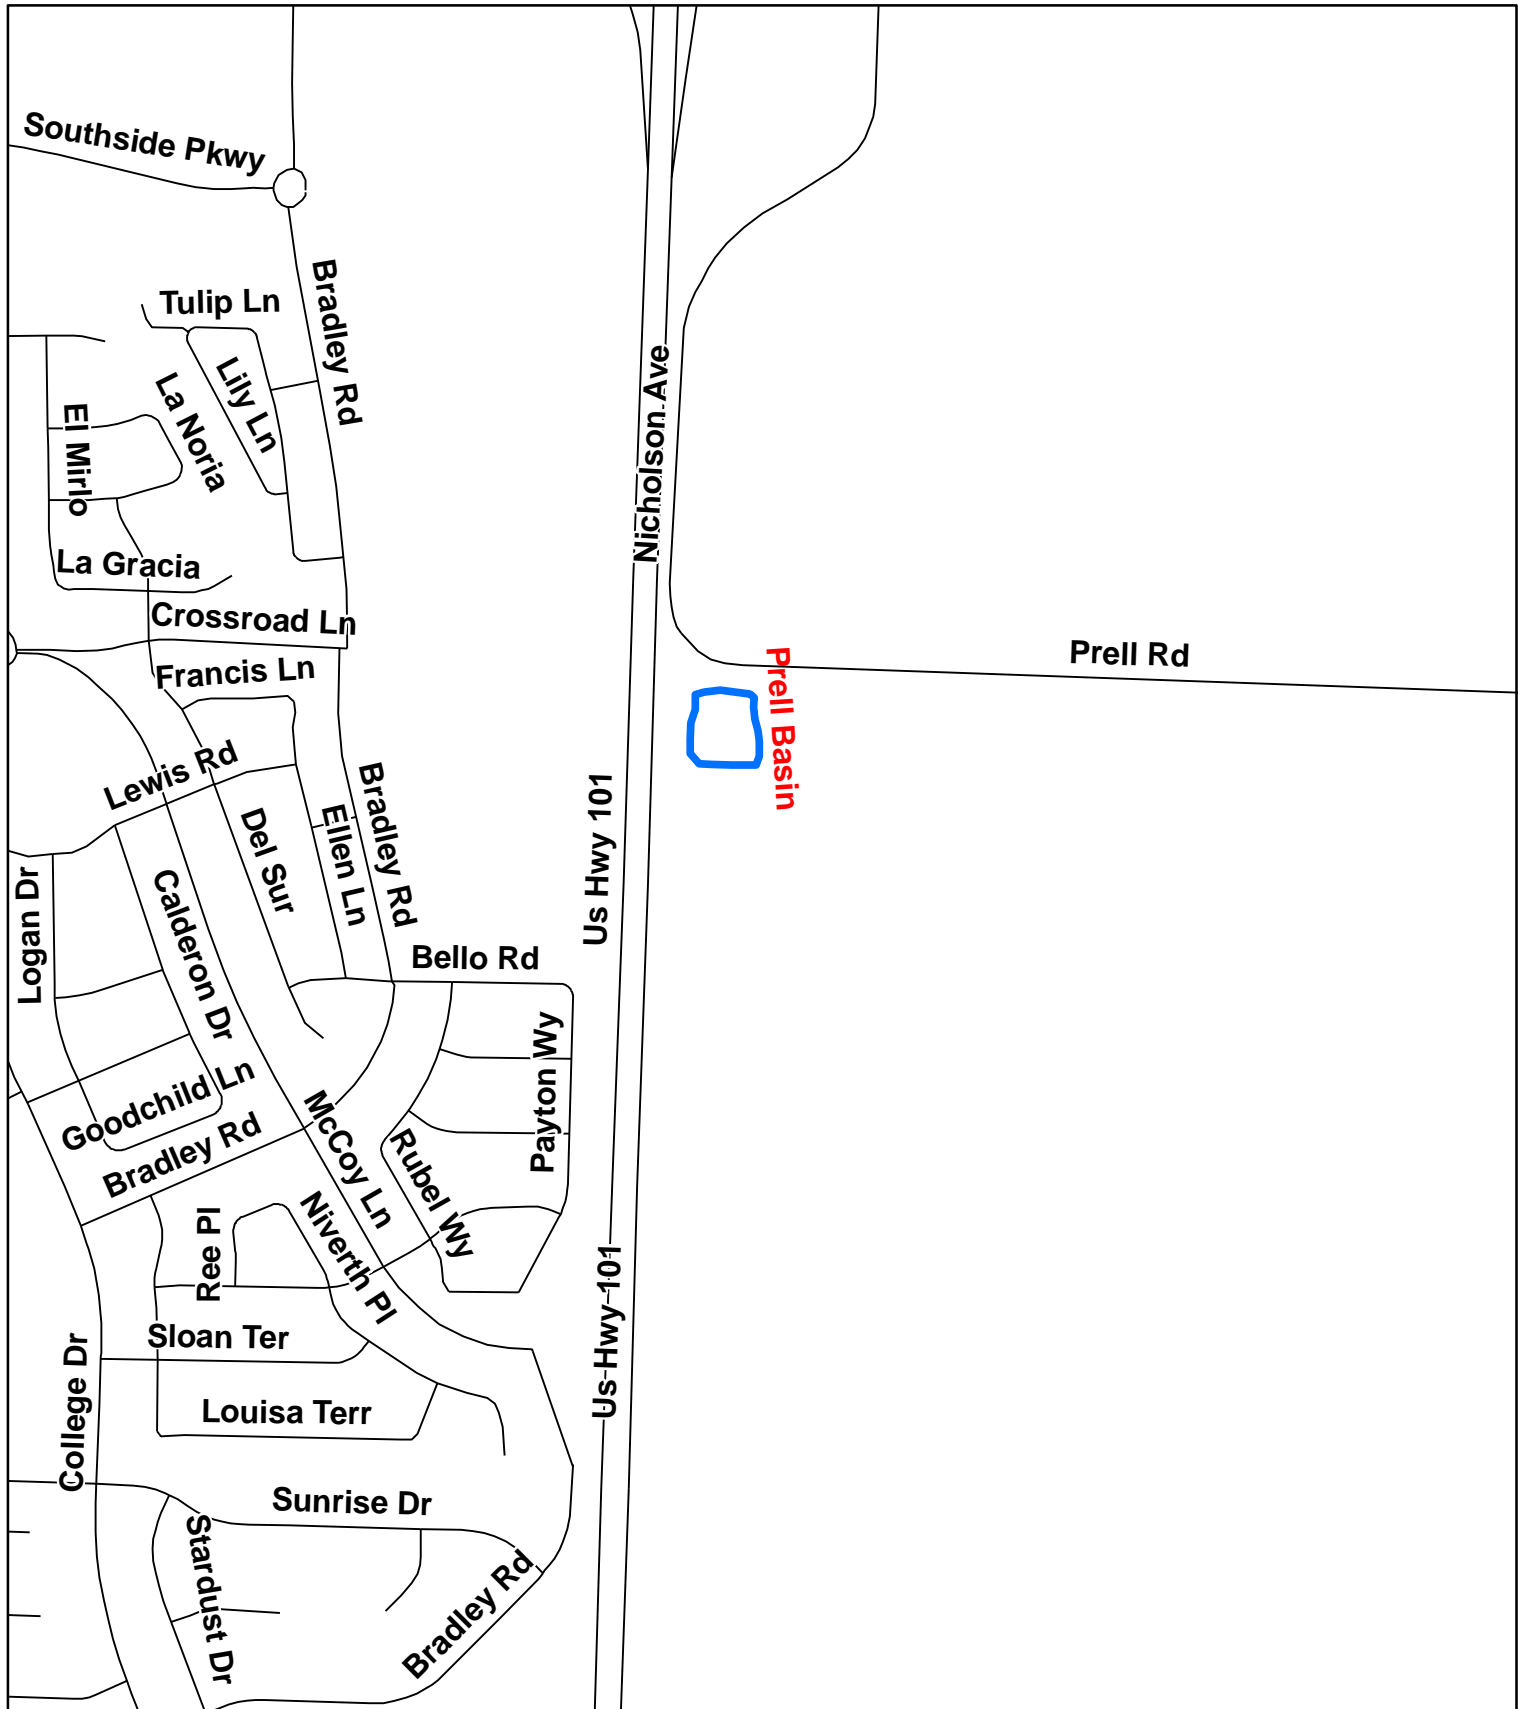 Southside Pkwy
Bradley Rd
Tulip Ln
Lily Ln
La Noria
El Mirlo
Nicholson Ave
La Gracia
Crossroad Ln
Francis Ln
Prell Rd
Prell Basin
Lewis Rd
Bradley Rd
Ellen Ln
Del Sur
Us Hwy 101
Logan Dr
Calderon Dr
Bello Rd
Payton Wy
Goodchild Ln
McCoy Ln
Bradley Rd
Rubel Wy
Ree Pl
Niverth Pl
Us Hwy 101
Sloan Ter
College Dr
Louisa Terr
Sunrise Dr
Stardust Dr
Bradley Rd